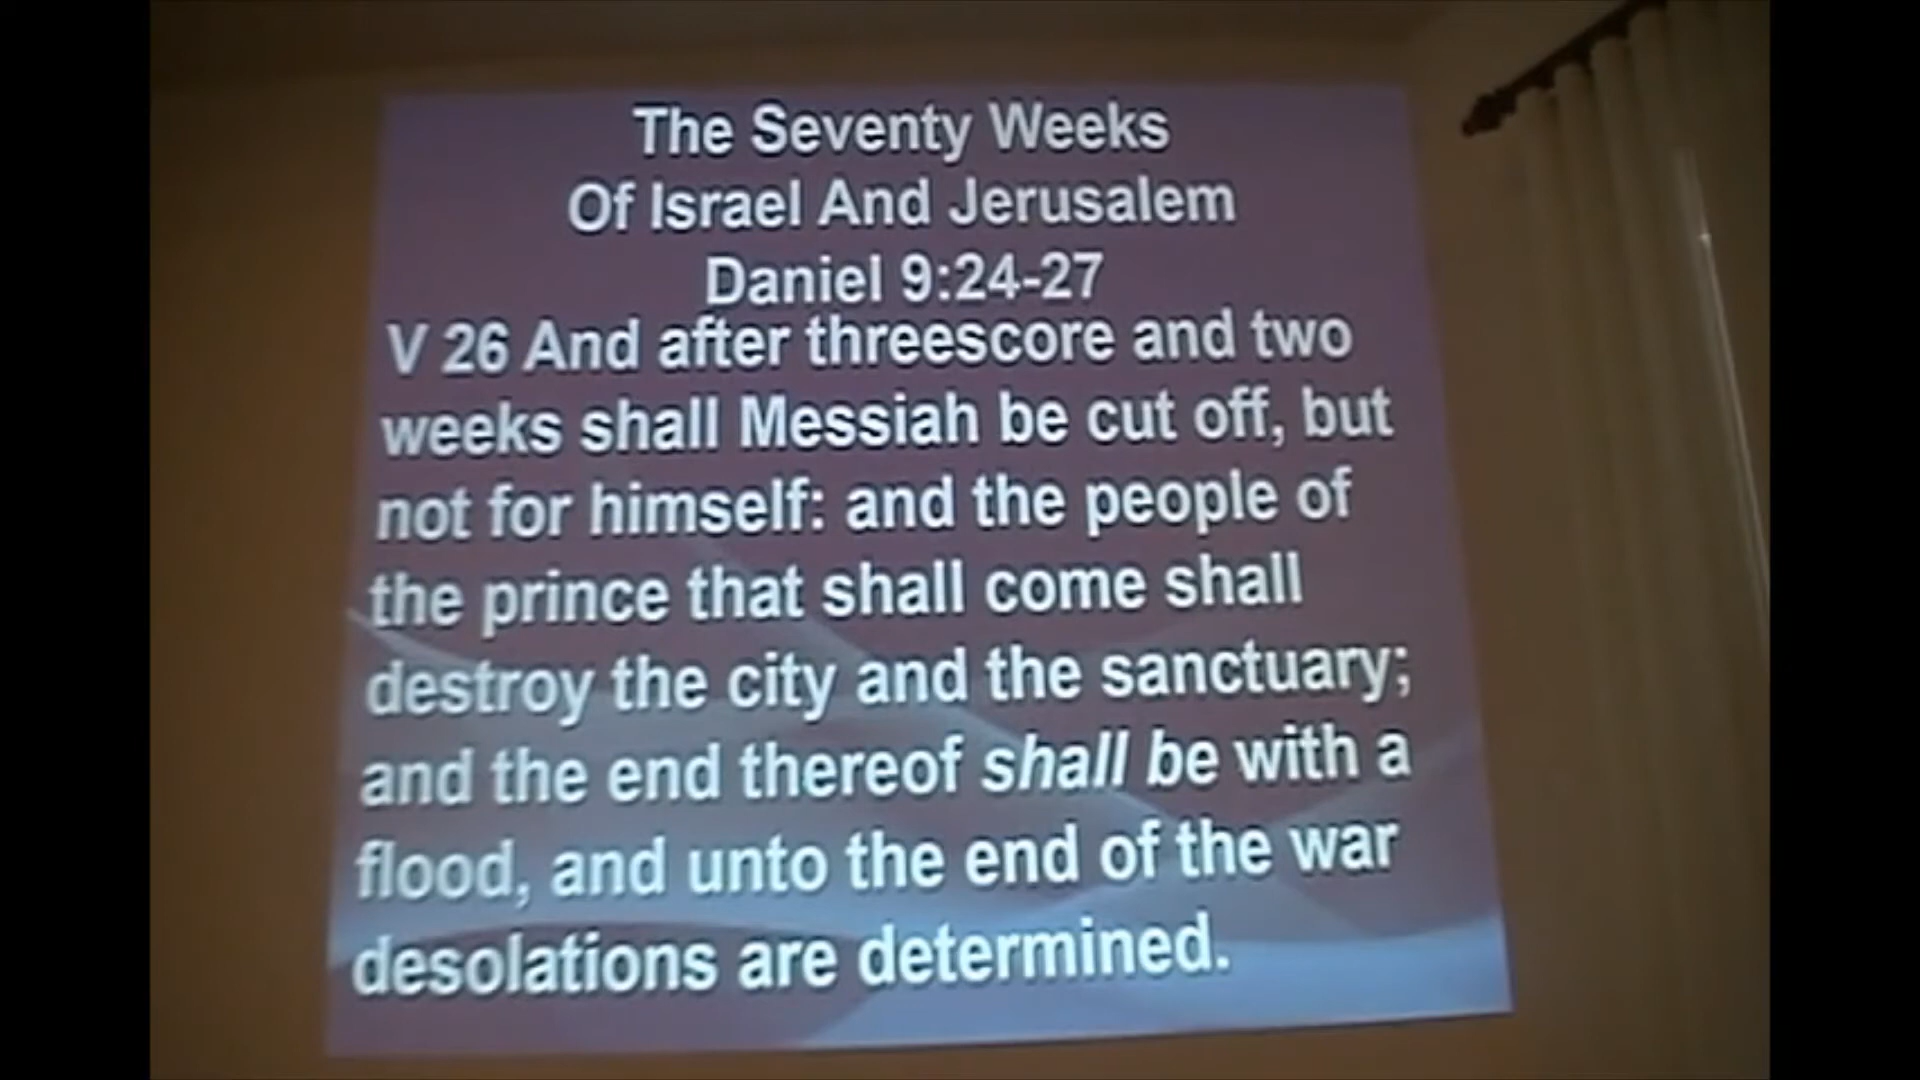 The Seventy Weeks
Of Israel And Jerusalem
Daniel 9:24-27
V 26 And after threescore and two
weeks shall Messiah be cut off, but
not for himself: and the people of
the prince that shall come shall
destroy the city and the sanctuary;
and the end thereof shall be with a
flood, and unto the end of the war
desolations are determined.